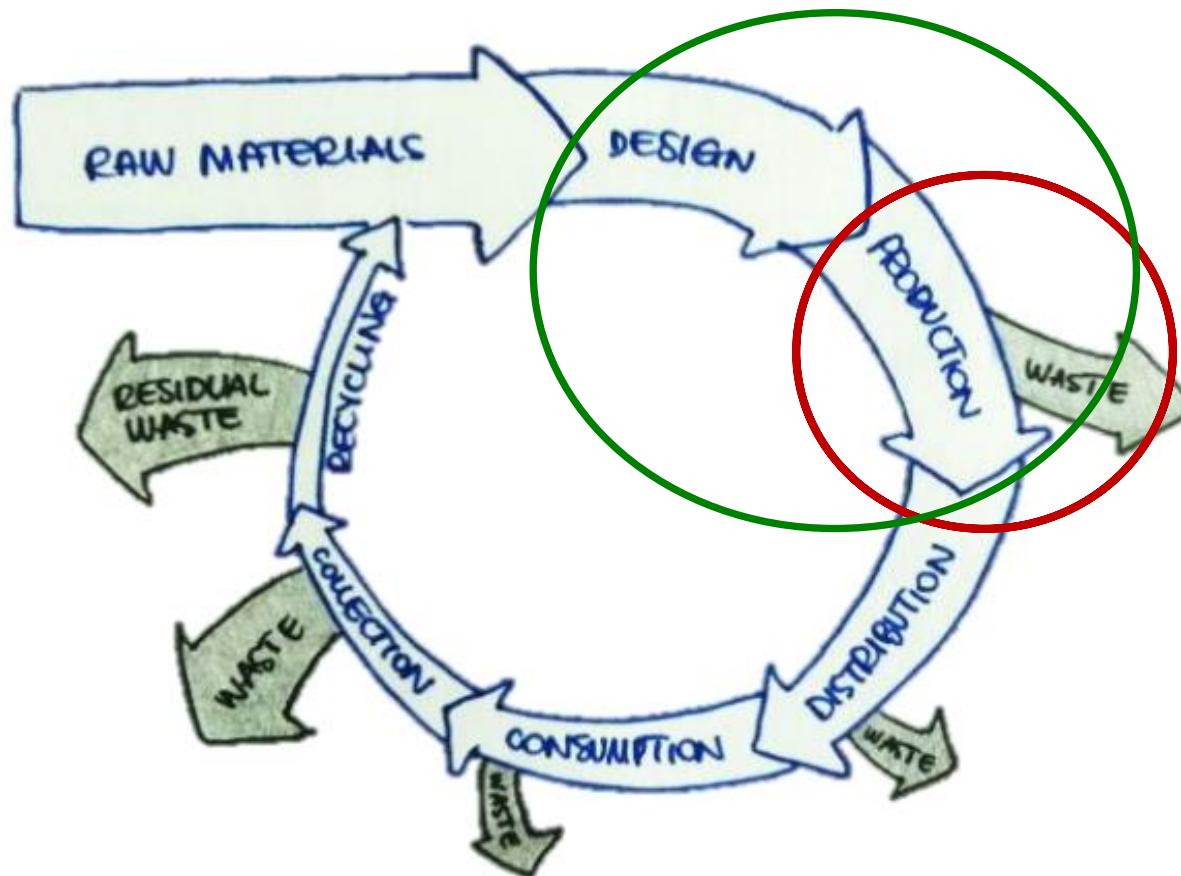 RAW MATERIALS
DESIGN
PRODUCTION
WASTE
DISTRIBUTION
WASTE
CONSUMPTION
WASTE
COLLECTION
WASTE
RECYCLING
RESIDUAL
WASTE